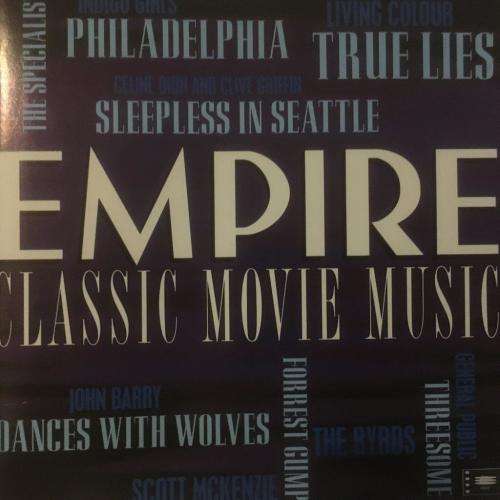 INDIGO GIRLS
PHILADELPHIA
LIVING COLOUR
TRUE LIES
THE SPECIALIST
CELINE DION AND CLIVE GRIFFIN
SLEEPLESS IN SEATTLE
EMPIRE
CLASSIC MOVIE MUSIC
JOHN BARRY
DANCES WITH WOLVES
FORREST GUMP
THE BYRDS
GENERAL PUBLIC
THREESOME
SCOTT MCKENZIE